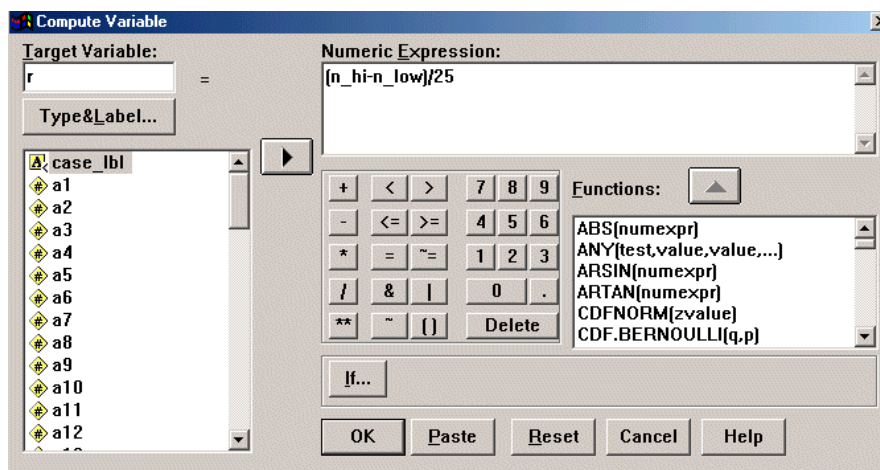 Compute Variable
Target Variable:
r
=
Type&Label...
case_lbl
a1
a2
a3
a4
a5
a6
a7
a8
a9
a10
a11
a12
Numeric Expression:
(n_hi-n_low)/25
+ < > 7 8 9
- <= >= 4 5 6
* = ~= 1 2 3
/ & | 0 .
** ~ () Delete
Functions:
ABS(numexpr)
ANY(test,value,value,...)
ARSIN(numexpr)
ARTAN(numexpr)
CDFNORM(zvalue)
CDF.BERNOULLI(q,p)
If...
OK Paste Reset Cancel Help